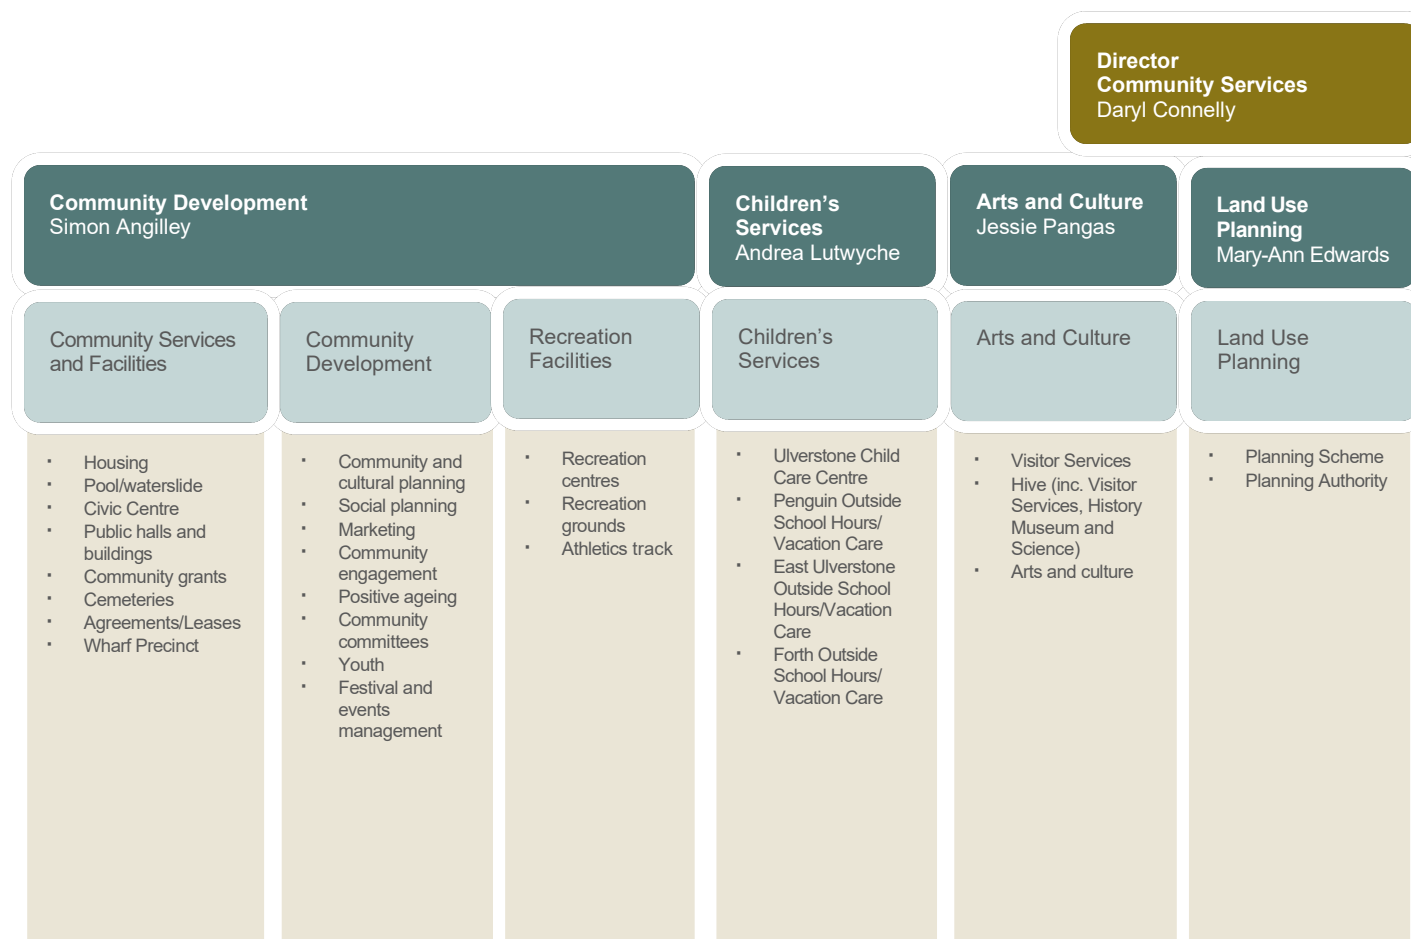 Director
Community Services
Daryl Connelly
Community Development
Simon Angilley
Children’s
Services
Andrea Lutwyche
Arts and Culture
Jessie Pangas
Land Use
Planning
Mary-Ann Edwards
Community Services
and Facilities
Community
Development
Recreation
Facilities
Children’s
Services
Arts and Culture
Land Use
Planning
▪ Housing
▪ Pool/waterslide
▪ Civic Centre
▪ Public halls and
buildings
▪ Community grants
▪ Cemeteries
▪ Agreements/Leases
▪ Wharf Precinct
▪ Community and
cultural planning
▪ Social planning
▪ Marketing
▪ Community
engagement
▪ Positive ageing
▪ Community
committees
▪ Youth
▪ Festival and
events
management
▪ Recreation
centres
▪ Recreation
grounds
▪ Athletics track
▪ Ulverstone Child
Care Centre
▪ Penguin Outside
School Hours/
Vacation Care
▪ East Ulverstone
Outside School
Hours/Vacation
Care
▪ Forth Outside
School Hours/
Vacation Care
▪ Visitor Services
▪ Hive (inc. Visitor
Services, History
Museum and
Science)
▪ Arts and culture
▪ Planning Scheme
▪ Planning Authority